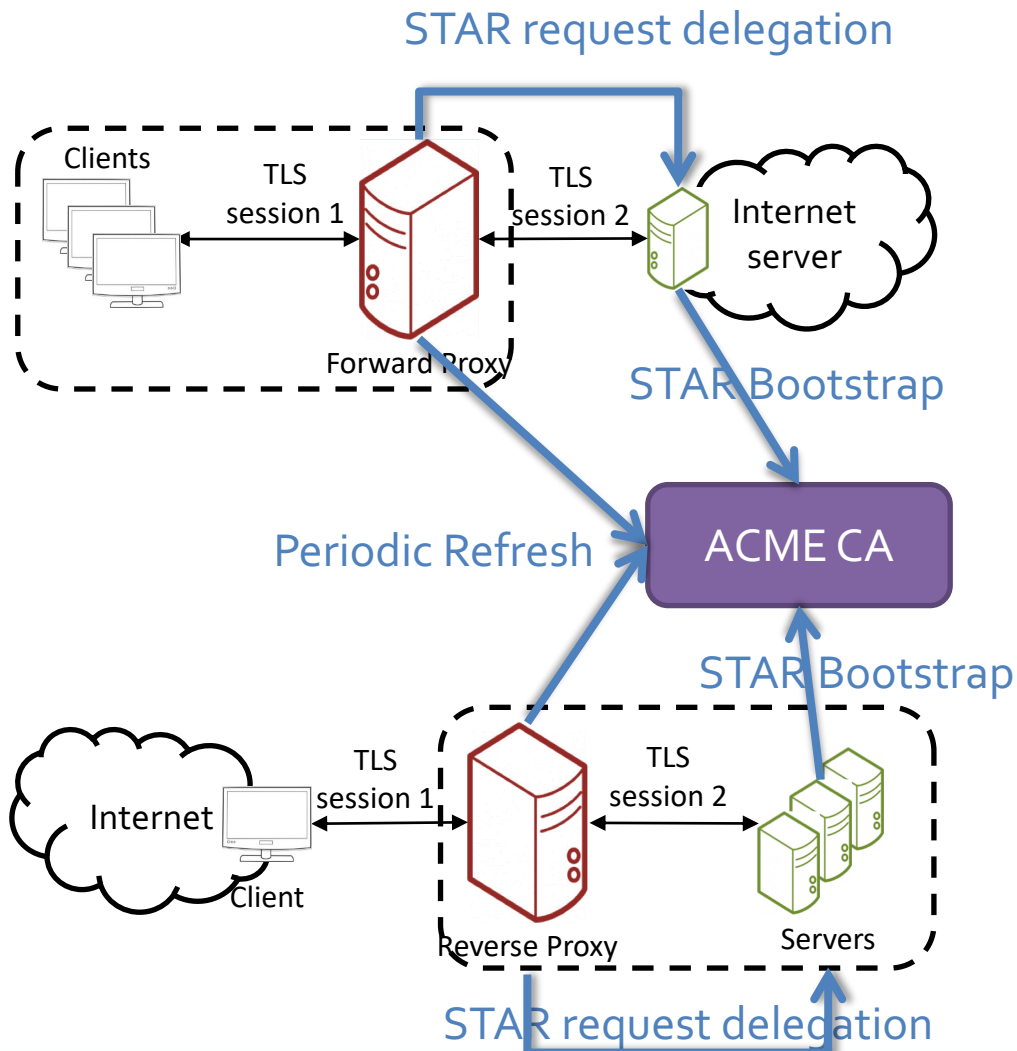 STAR request delegation
Clients
TLS
session 1
TLS
session 2
Internet
server
Forward Proxy
STAR Bootstrap
Periodic Refresh
ACME CA
STAR Bootstrap
TLS
session 1
TLS
session 2
Internet
Client
Reverse Proxy
Servers
STAR request delegation